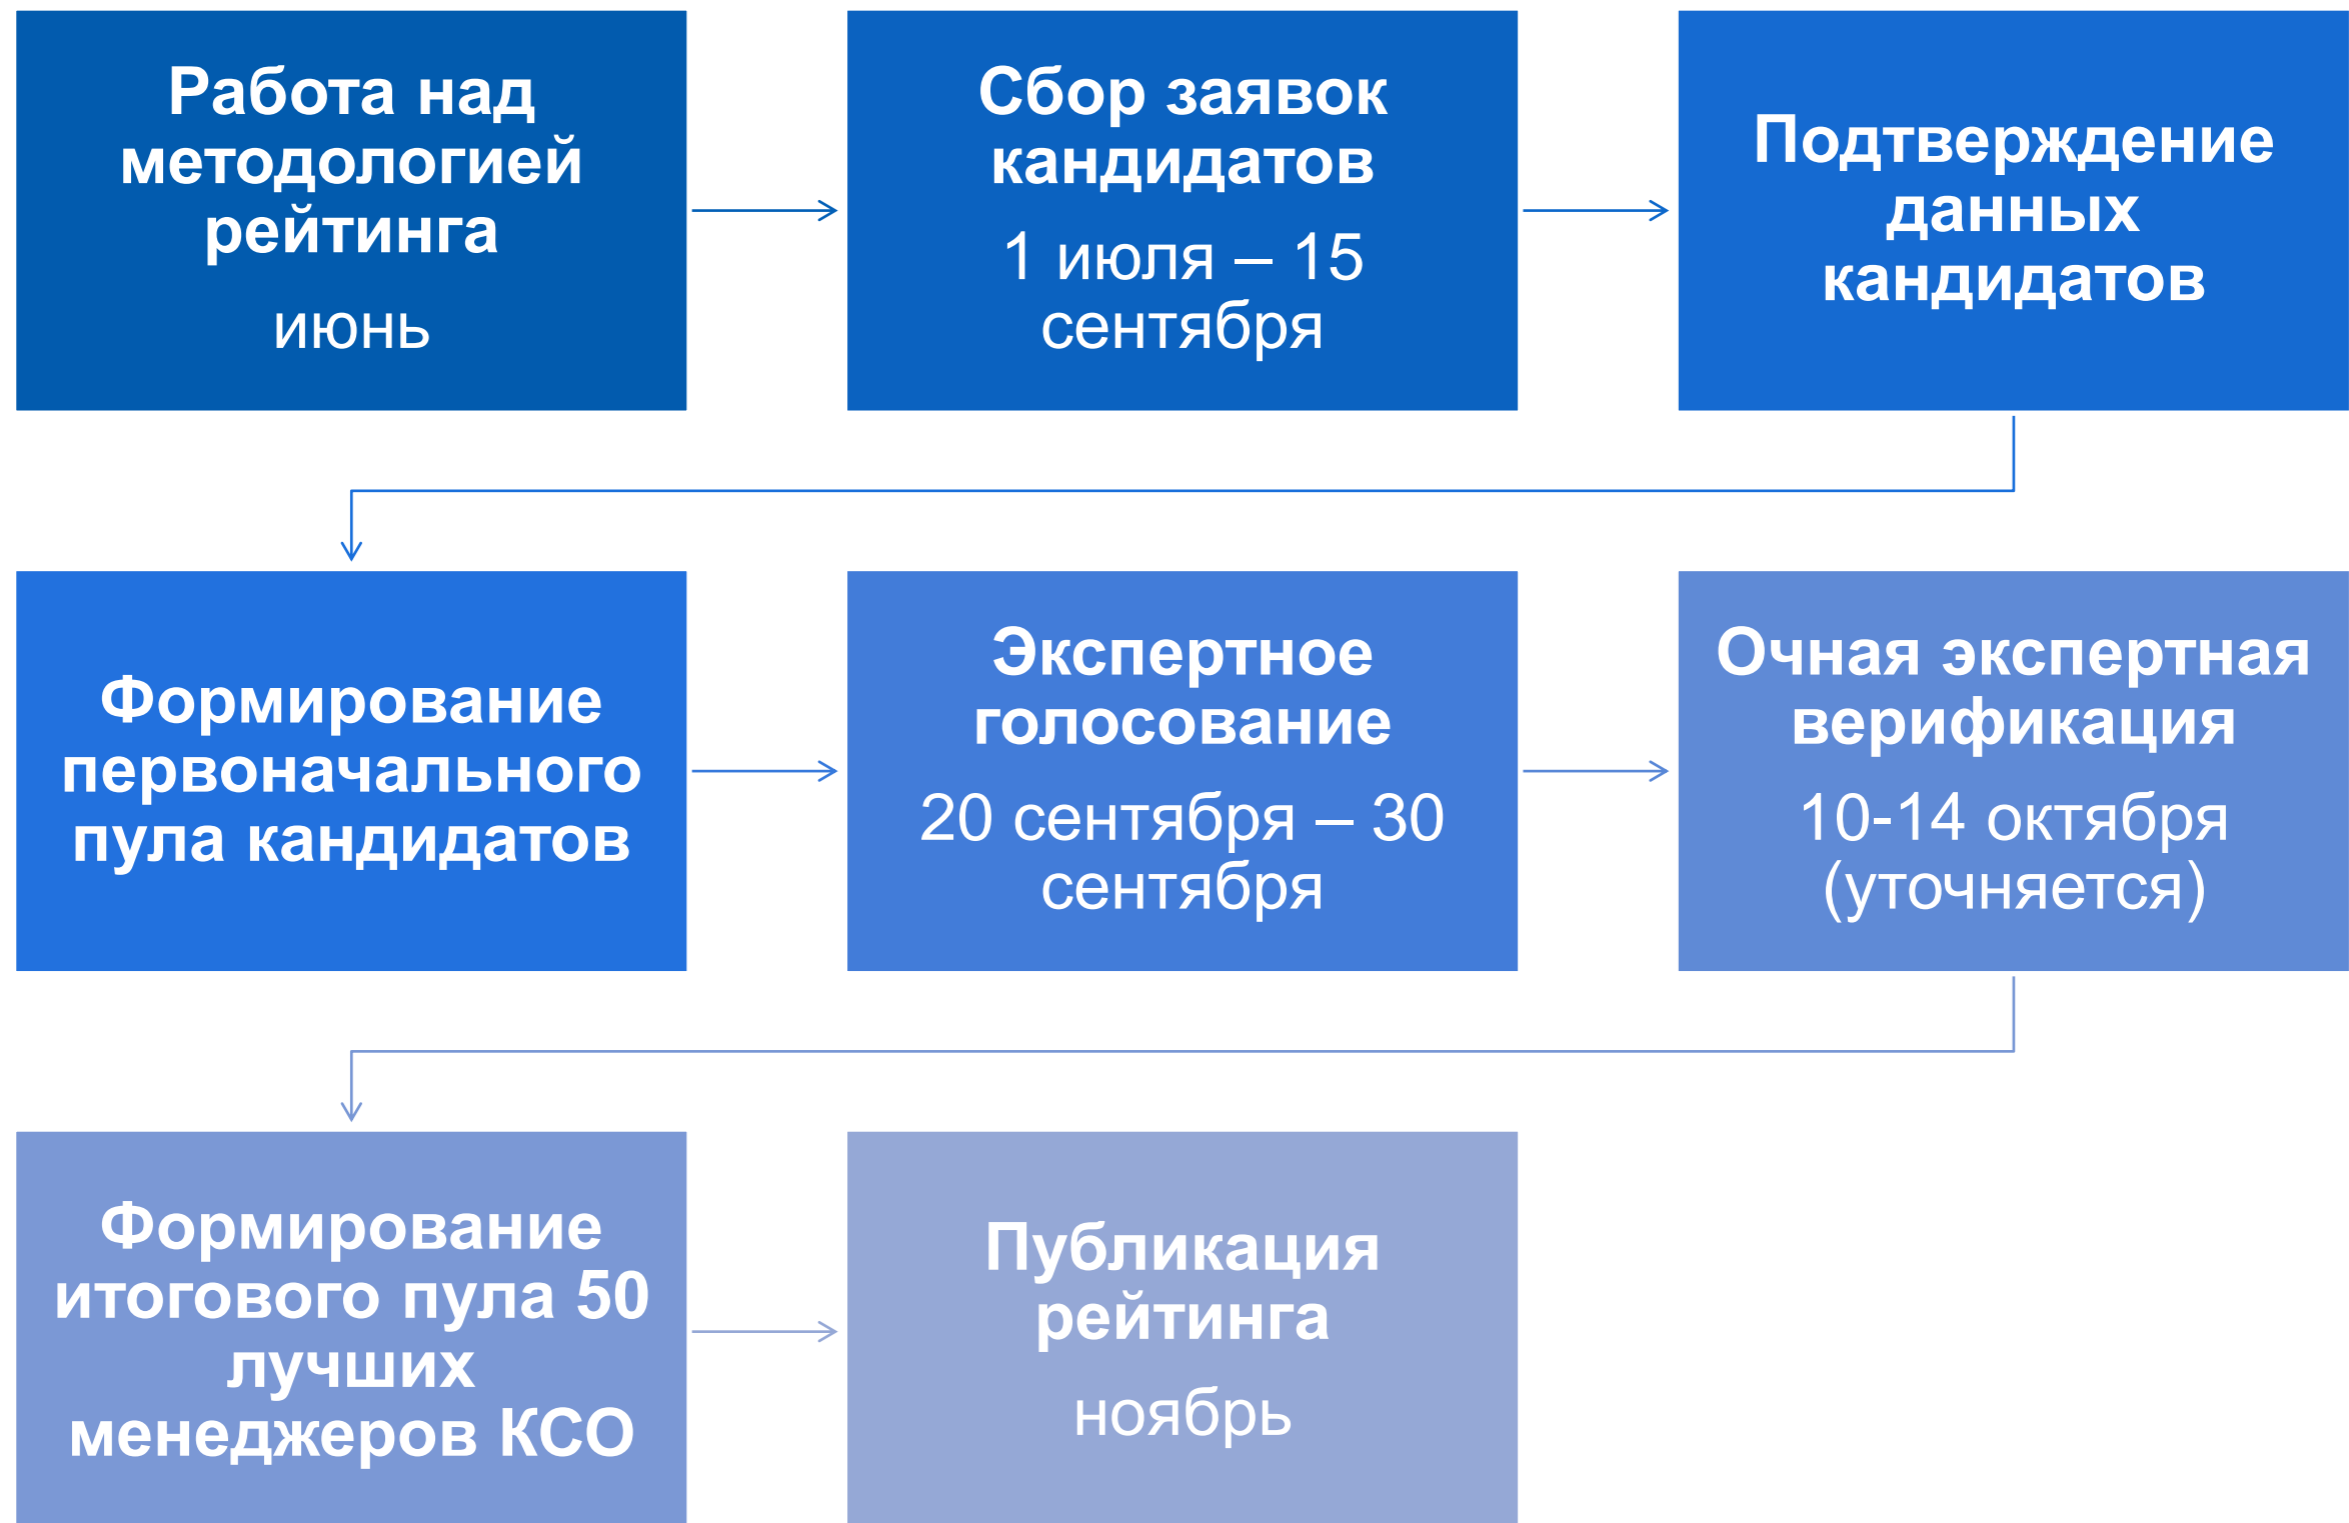 Работа над
методологией
рейтинга
июнь
Сбор заявок
кандидатов
1 июля – 15
сентября
Подтверждение
данных
кандидатов
Формирование
первоначального
пула кандидатов
Экспертное
голосование
20 сентября – 30
сентября
Очная экспертная
верификация
10-14 октября
(уточняется)
Формирование
итогового пула 50
лучших
менеджеров КСО
Публикация
рейтинга
ноябрь